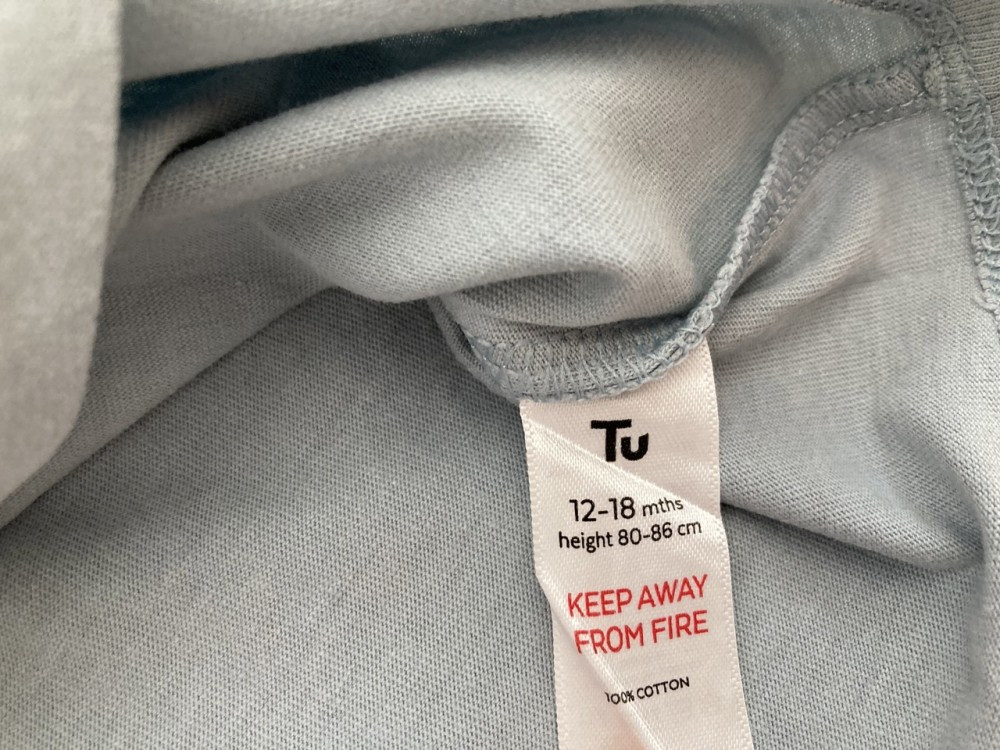 Tu
12-18 mths
height 80-86 cm
KEEP AWAY
FROM FIRE
100% COTTON